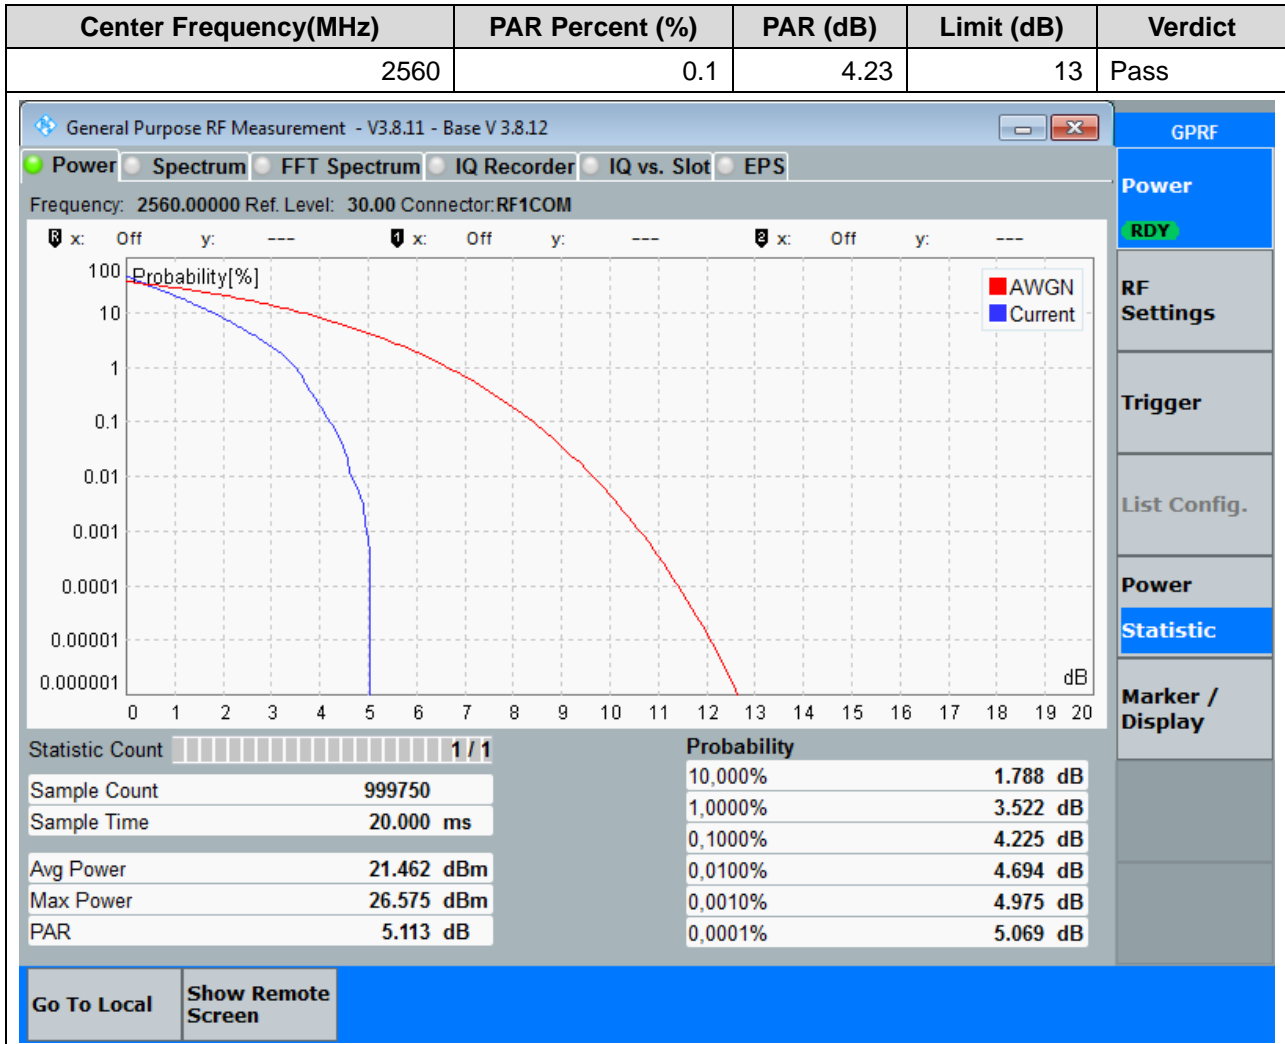 Center Frequency(MHz) PAR Percent (%) PAR (dB) Limit (dB) Verdict
2560 0.1 4.23 13 Pass
General Purpose RF Measurement - V3.8.11 - Base V 3.8.12
GPRF
Power Spectrum FFT Spectrum IQ Recorder IQ vs. Slot EPS
Power
RDY
Frequency: 2560.00000 Ref. Level: 30.00 Connector:RF1COM
R x: Off y: --- 1 x: Off y: --- 2 x: Off y: ---
Probability[%]
AWGN
Current
100
10
1
0.1
0.01
0.001
0.0001
0.00001
0.000001
dB
0 1 2 3 4 5 6 7 8 9 10 11 12 13 14 15 16 17 18 19 20
RF
Settings
Trigger
List Config.
Power
Statistic
Marker /
Display
Statistic Count 1 / 1
Sample Count 999750
Sample Time 20.000 ms
Avg Power 21.462 dBm
Max Power 26.575 dBm
PAR 5.113 dB
Probability
10,000% 1.788 dB
1,0000% 3.522 dB
0,1000% 4.225 dB
0,0100% 4.694 dB
0,0010% 4.975 dB
0,0001% 5.069 dB
Go To Local
Show Remote
Screen